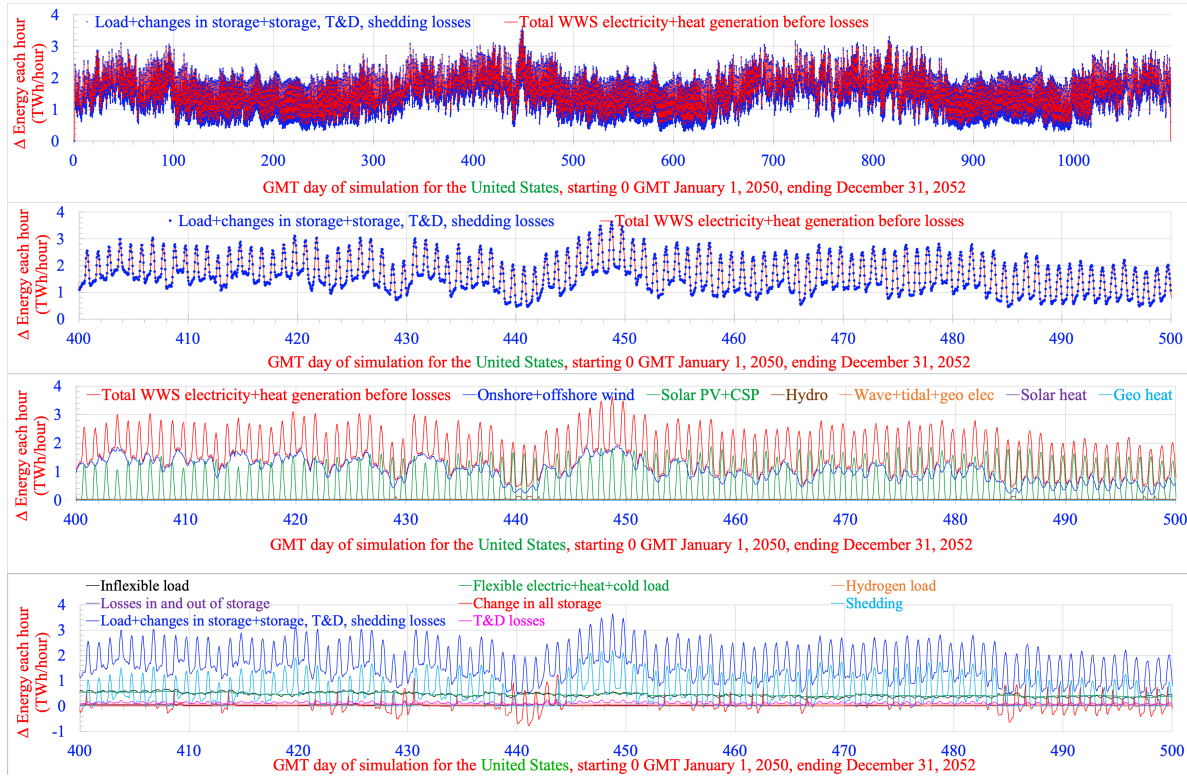 Load+changes in storage+storage, T&D, shedding losses Total WWS electricity+heat generation before losses
Δ Energy each hour
(TWh/hour)
4
3
2
1
0
0 100 200 300 400 500 600 700 800 900 1000
GMT day of simulation for the United States, starting 0 GMT January 1, 2050, ending December 31, 2052
Load+changes in storage+storage, T&D, shedding losses Total WWS electricity+heat generation before losses
Δ Energy each hour
(TWh/hour)
4
3
2
1
0
400 410 420 430 440 450 460 470 480 490 500
GMT day of simulation for the United States, starting 0 GMT January 1, 2050, ending December 31, 2052
Total WWS electricity+heat generation before losses Onshore+offshore wind Solar PV+CSP Hydro Wave+tidal+geo elec Solar heat Geo heat
Δ Energy each hour
(TWh/hour)
4
3
2
1
0
400 410 420 430 440 450 460 470 480 490 500
GMT day of simulation for the United States, starting 0 GMT January 1, 2050, ending December 31, 2052
Inflexible load Flexible electric+heat+cold load Hydrogen load
Losses in and out of storage Change in all storage Shedding
Load+changes in storage+storage, T&D, shedding losses T&D losses
Δ Energy each hour
(TWh/hour)
4
3
2
1
0
-1
400 410 420 430 440 450 460 470 480 490 500
GMT day of simulation for the United States, starting 0 GMT January 1, 2050, ending December 31, 2052